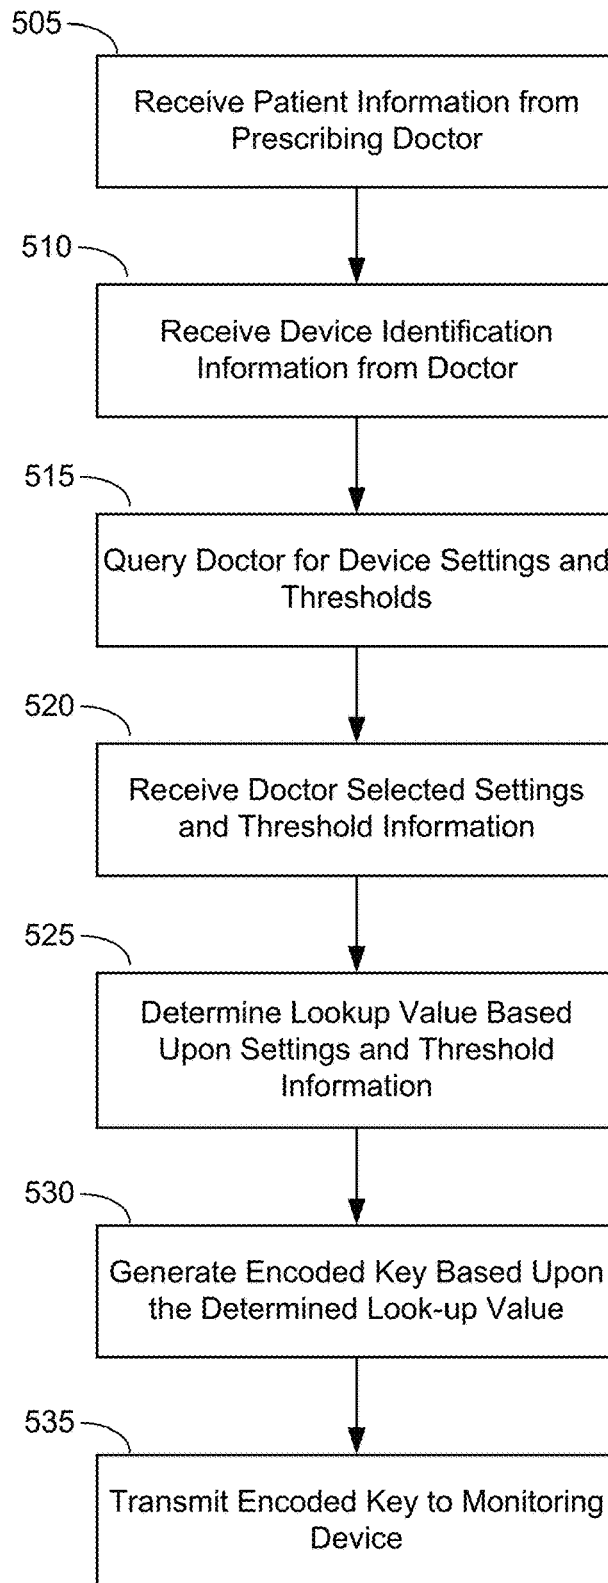 505
Receive Patient Information from
Prescribing Doctor
510
Receive Device Identification
Information from Doctor
515
Query Doctor for Device Settings and
Thresholds
520
Receive Doctor Selected Settings
and Threshold Information
525
Determine Lookup Value Based
Upon Settings and Threshold
Information
530
Generate Encoded Key Based Upon
the Determined Look-up Value
535
Transmit Encoded Key to Monitoring
Device